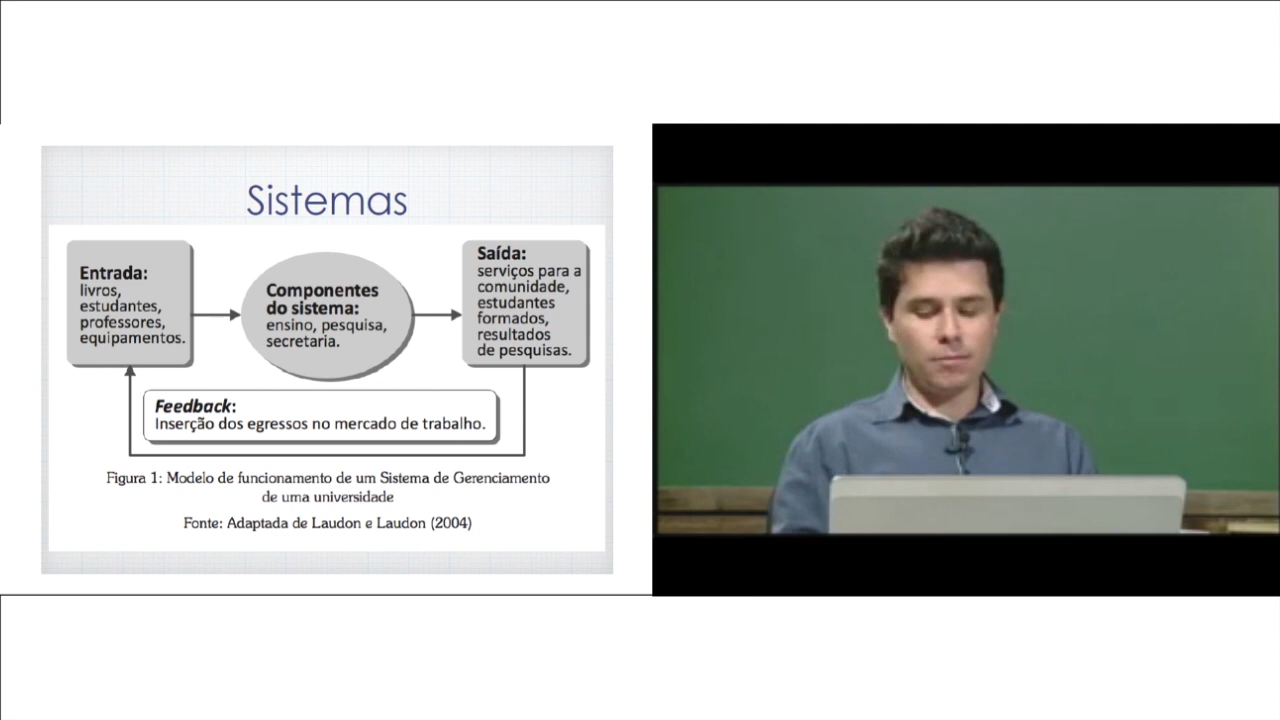 Sistemas
Entrada:
livros,
estudantes,
professores,
equipamentos.
Componentes
do sistema:
ensino, pesquisa,
secretaria.
Saída:
serviços para a
comunidade,
estudantes
formados,
resultados
de pesquisas.
Feedback:
Inserção dos egressos no mercado de trabalho.
Figura 1: Modelo de funcionamento de um Sistema de Gerenciamento
de uma universidade
Fonte: Adaptada de Laudon e Laudon (2004)